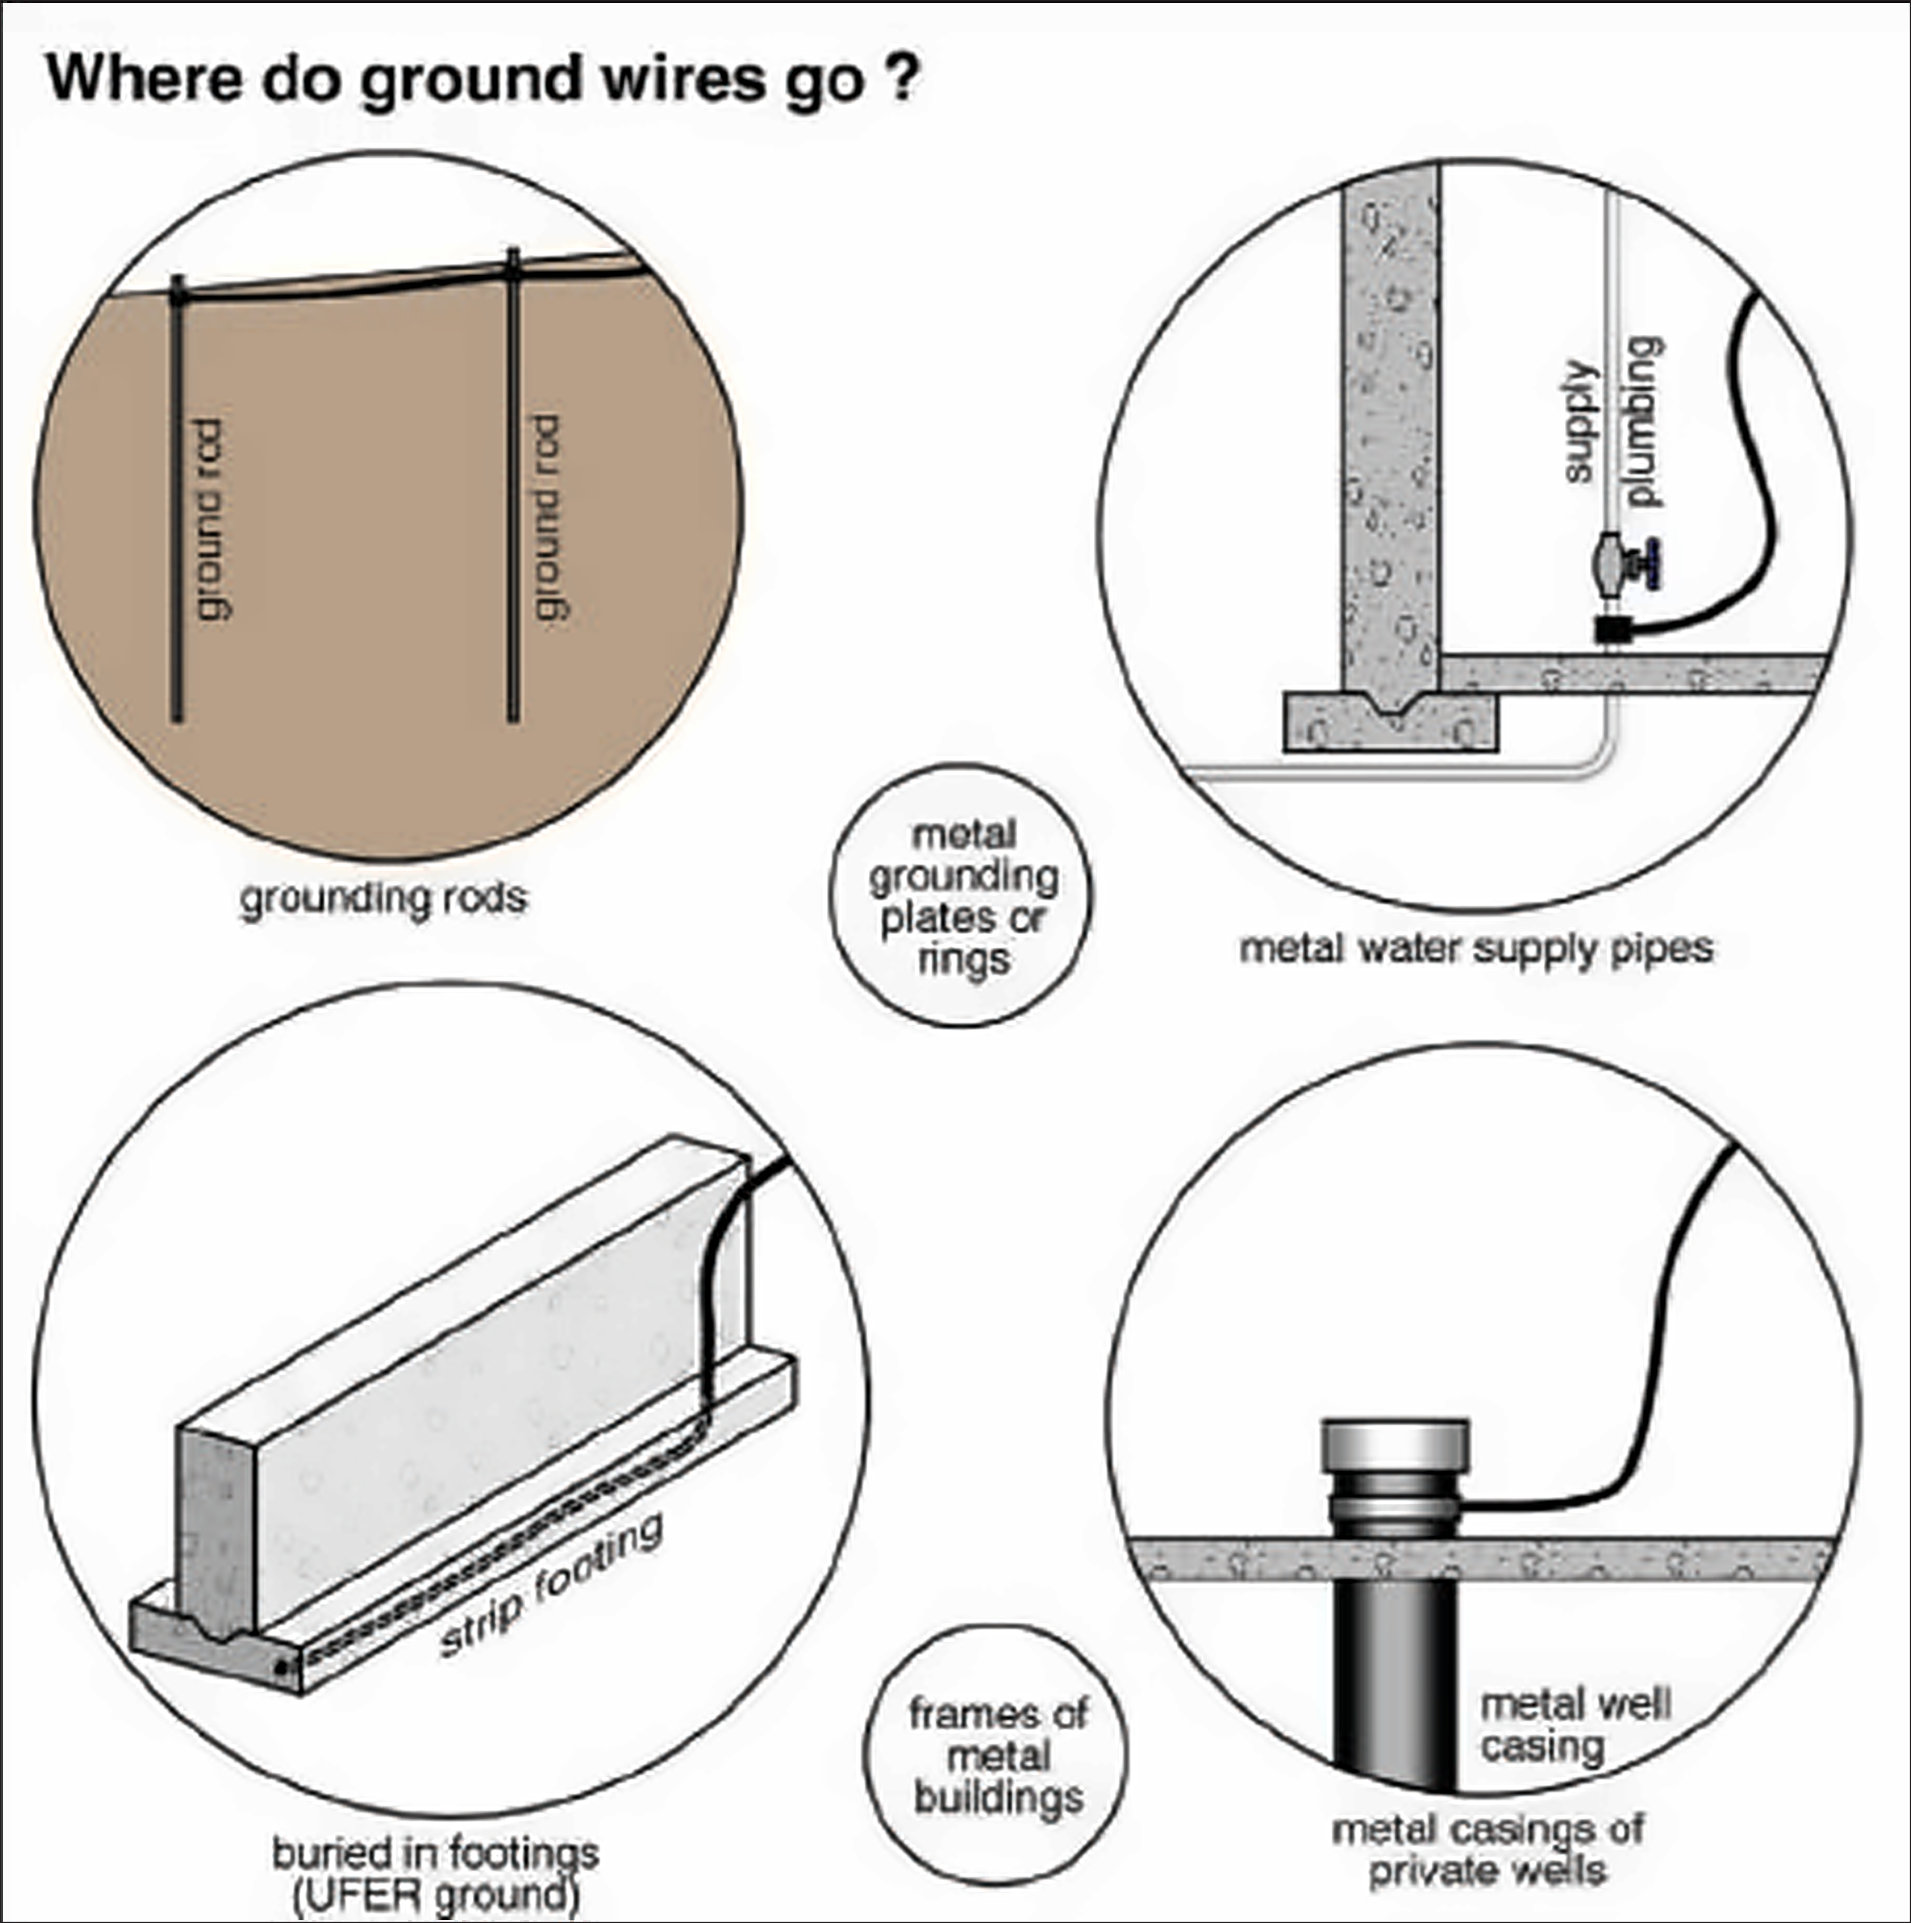 Where do ground wires go ?
ground rod
ground rod
grounding rods
supply
plumbing
metal water supply pipes
metal
grounding
plates or
rings
strip footing
buried in footings
(UFER ground)
frames of
metal
buildings
metal well
casing
metal casings of
private wells